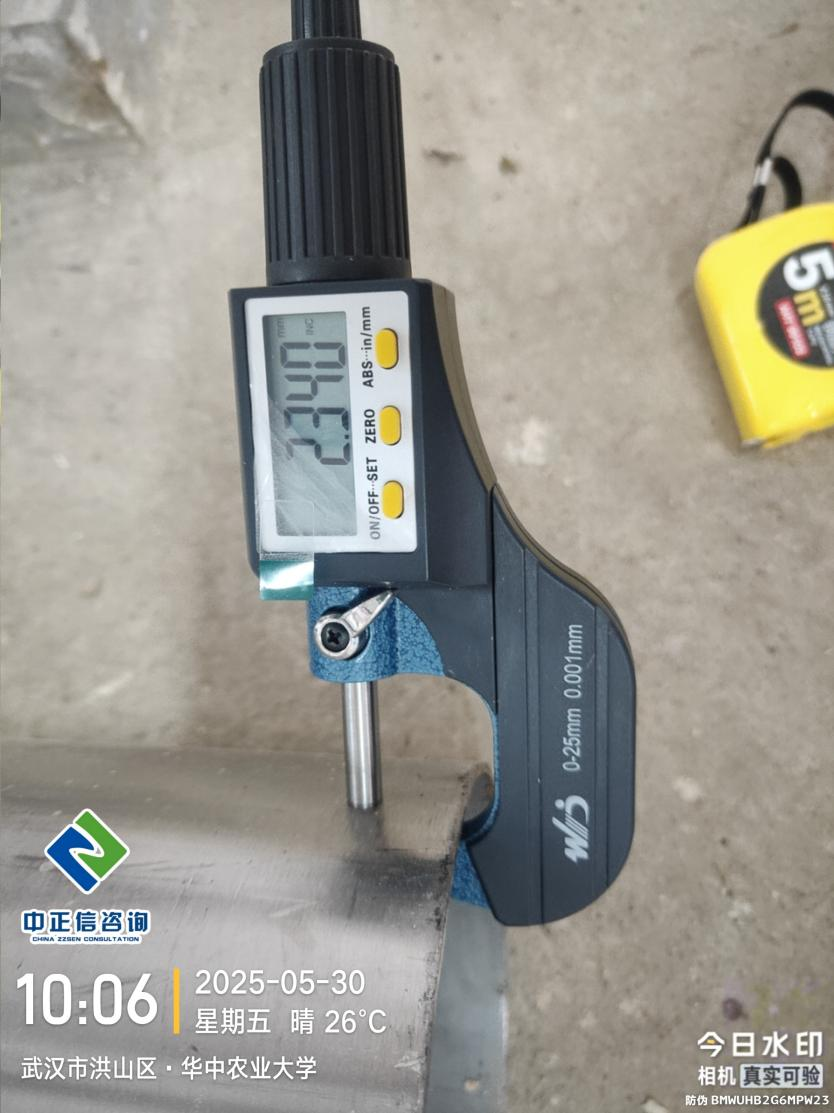 mm
INC
2.340
ABS···in/mm
ZERO
ON/OFF···SET
5m
0-25mm 0.001mm
中正信咨询
CHINA ZZSEN CONSULTATION
10:06
2025-05-30
星期五 晴 26°C
武汉市洪山区·华中农业大学
今日水印
相机 真实可验
防伪 BMWUHB2G6MPW23